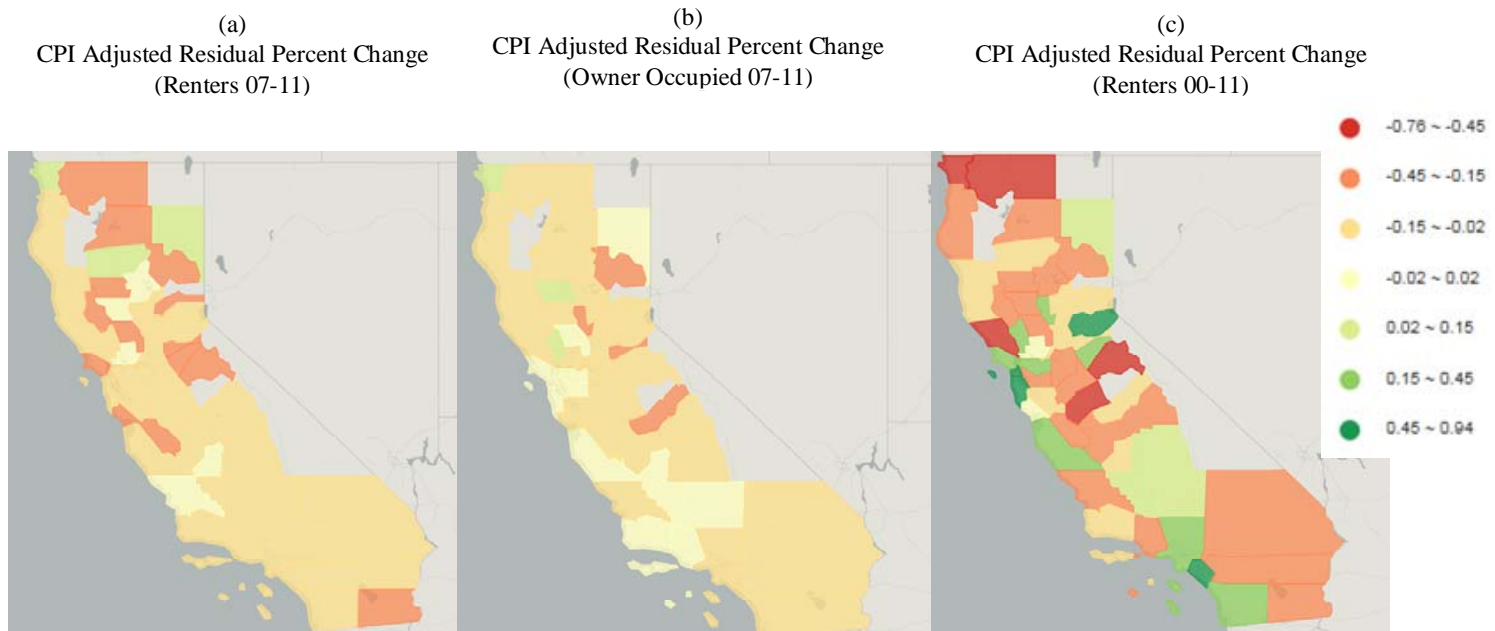 (a)
CPI Adjusted Residual Percent Change
(Renters 07-11)
(b)
CPI Adjusted Residual Percent Change
(Owner Occupied 07-11)
(c)
CPI Adjusted Residual Percent Change
(Renters 00-11)
-0.76 ~ -0.45
-0.45 ~ -0.15
-0.15 ~ -0.02
-0.02 ~ 0.02
0.02 ~ 0.15
0.15 ~ 0.45
0.45 ~ 0.94